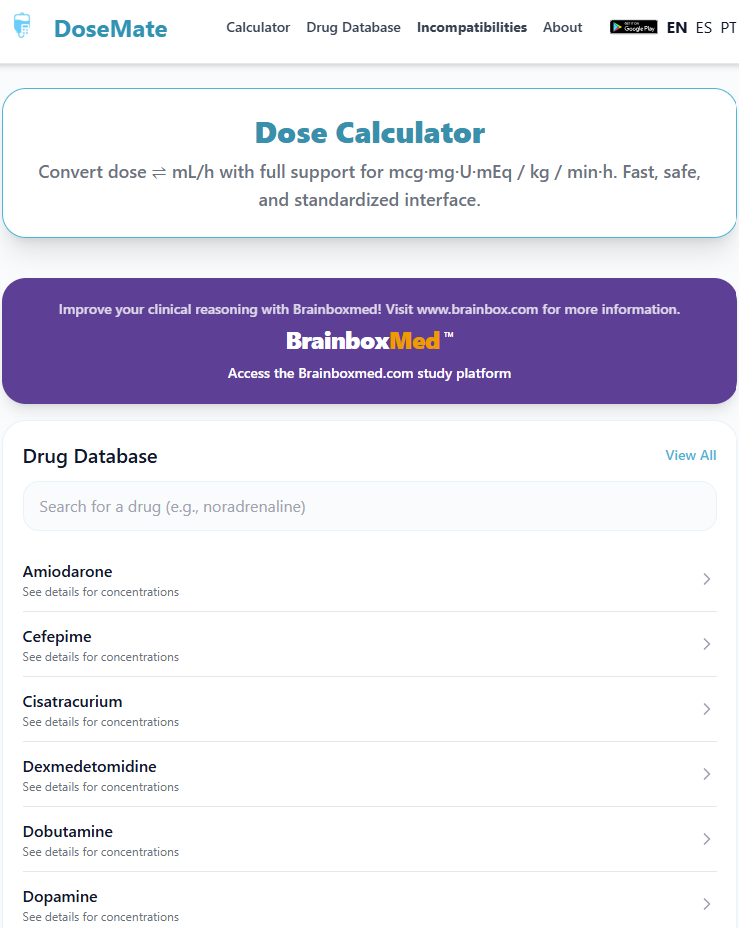 DoseMate
Calculator Drug Database Incompatibilities About GET IT ON Google Play EN ES PT
Dose Calculator
Convert dose ⇌ mL/h with full support for mcg·mg·U·mEq / kg / min·h. Fast, safe,
and standardized interface.
Improve your clinical reasoning with Brainboxmed! Visit www.brainbox.com for more information.
BrainboxMed™
Access the Brainboxmed.com study platform
Drug Database
View All
Search for a drug (e.g., noradrenaline)
Amiodarone
See details for concentrations
Cefepime
See details for concentrations
Cisatracurium
See details for concentrations
Dexmedetomidine
See details for concentrations
Dobutamine
See details for concentrations
Dopamine
See details for concentrations